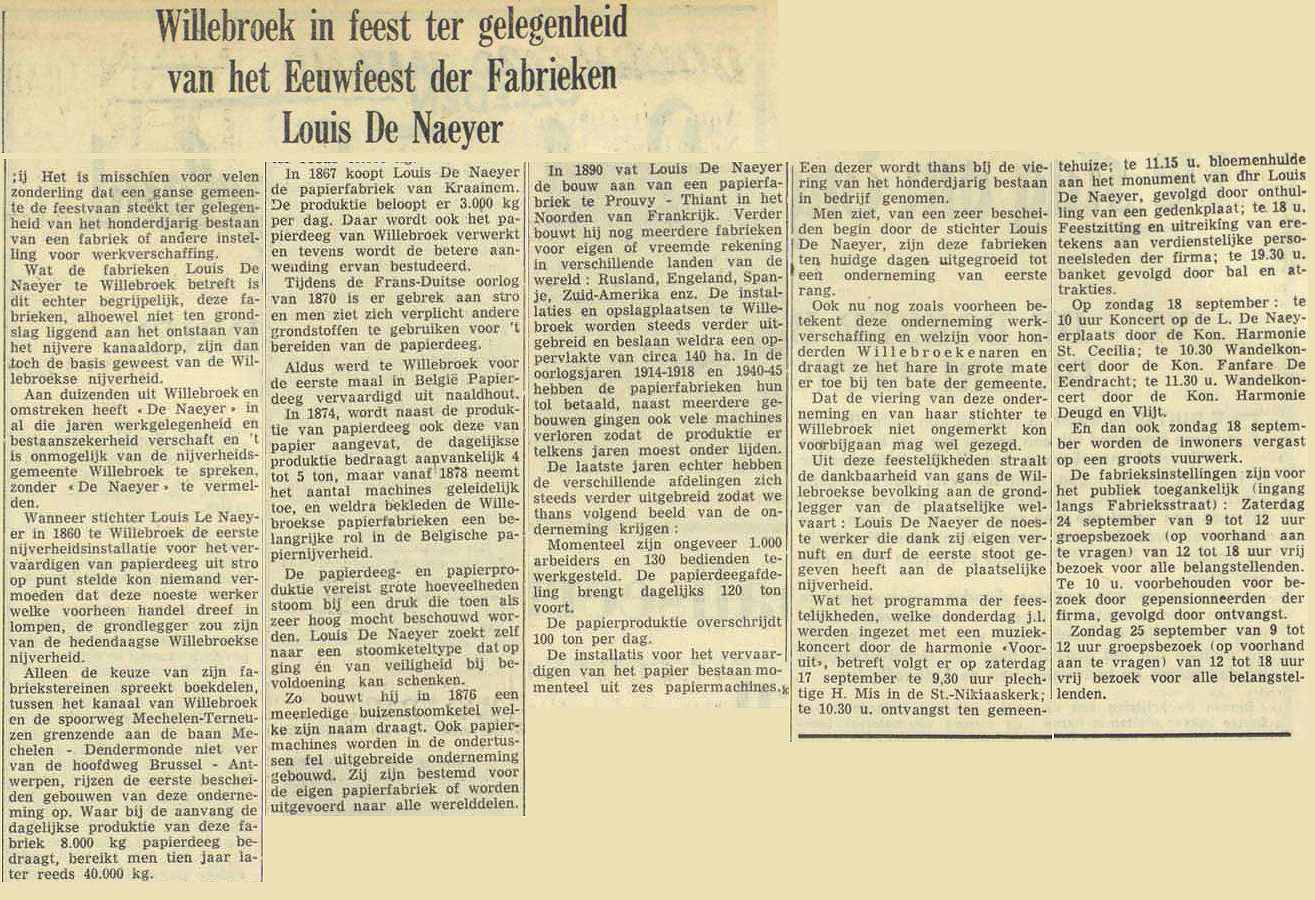 Willebroek in feest ter gelegenheid
van het Eeuwfeest der Fabrieken
Louis De Naeyer
;ij Het is misschien voor velen
zonderling dat een ganse gemeen-
te de feestvaan steekt ter gelegen-
heid van het honderdjarig bestaan
van een fabriek of andere instel-
ling voor werkverschaffing.
Wat de fabrieken Louis De
Naeyer te Willebroek betreft is
dit echter begrijpelijk, deze fa-
brieken, alhoewel niet ten grond-
slag liggend aan het ontstaan van
het nijvere kanaaldorp, zijn dan
toch de basis geweest van de Wil-
lebroekse nijverheid.
Aan duizenden uit Willebroek en
omstreken heeft «De Naeyer» in
al die jaren werkgelegenheid en
bestaanszekerheid verschaft en 't
is onmogelijk van de nijverheids-
gemeente Willebroek te spreken,
zonder «De Naeyer» te vermel-
den.
Wanneer stichter Louis Le Naey-
er in 1860 te Willebroek de eerste
nijverheidsinstallatie voor het ver-
vaardigen van papierdeeg uit stro
op punt stelde kon niemand ver-
moeden dat deze noeste werker
welke voorheen handel dreef in
lompen, de grondlegger zou zijn
van de hedendaagse Willebroekse
nijverheid.
Alleen de keuze van zijn fa-
briekstereinen spreekt boekdelen,
tussen het kanaal van Willebroek
en de spoorweg Mechelen-Terneu-
zen grenzende aan de baan Me-
chelen - Dendermonde niet ver
van de hoofdweg Brussel - Ant-
werpen, rijzen de eerste beschei-
den gebouwen van deze onderne-
ming op. Waar bij de aanvang de
dagelijkse produktie van deze fa-
briek 8.000 kg papierdeeg be-
draagt, bereikt men tien jaar la-
ter reeds 40.000 kg.
In 1867 koopt Louis De Naeyer
de papierfabriek van Kraainem.
De produktie beloopt er 3.000 kg
per dag. Daar wordt ook het pa-
pierdeeg van Willebroek verwerkt
en tevens wordt de betere aan-
wending ervan bestudeerd.
Tijdens de Frans-Duitse oorlog
van 1870 is er gebrek aan stro
en men ziet zich verplicht andere
grondstoffen te gebruiken voor 't
bereiden van de papierdeeg.
Aldus werd te Willebroek voor
de eerste maal in België Papier-
deeg vervaardigd uit naaldhout.
In 1874, wordt naast de produk-
tie van papierdeeg ook deze van
papier aangevat, de dagelijkse
produktie bedraagt aanvankelijk 4
tot 5 ton, maar vanaf 1878 neemt
het aantal machines geleidelijk
toe, en weldra bekleden de Wille-
broekse papierfabrieken een be-
langrijke rol in de Belgische pa-
piernijverheid.
De papierdeeg- en papierpro-
duktie vereist grote hoeveelheden
stoom bij een druk die toen als
zeer hoog mocht beschouwd wor-
den. Louis De Naeyer zoekt zelf
naar een stoomketeltype dat op
ging én van veiligheid bij be-
voldoening kan schenken.
Zo bouwt hij in 1876 een
meerledige buizenstoomketel wel-
ke zijn naam draagt. Ook papier-
machines worden in de ondertus-
sen fel uitgebreide onderneming
gebouwd. Zij zijn bestemd voor
de eigen papierfabriek of worden
uitgevoerd naar alle werelddelen.
In 1890 vat Louis De Naeyer
de bouw aan van een papierfa-
briek te Prouvy - Thiant in het
Noorden van Frankrijk. Verder
bouwt hij nog meerdere fabrieken
voor eigen of vreemde rekening
in verschillende landen van de
wereld : Rusland, Engeland, Span-
je, Zuid-Amerika enz. De instal-
laties en opslagplaatsen te Wille-
broek worden steeds verder uit-
gebreid en beslaan weldra een op-
pervlakte van circa 140 ha. In de
oorlogsjaren 1914-1918 en 1940-45
hebben de papierfabrieken hun
tol betaald, naast meerdere ge-
bouwen gingen ook vele machines
verloren zodat de produktie er
telkens jaren moest onder lijden.
De laatste jaren echter hebben
de verschillende afdelingen zich
steeds verder uitgebreid zodat we
thans volgend beeld van de on-
derneming krijgen :
Momenteel zijn ongeveer 1.000
arbeiders en 130 bedienden te-
werkgesteld. De papierdeegafde-
ling brengt dagelijks 120 ton
voort.
De papierproduktie overschrijdt
100 ton per dag.
De installatis voor het vervaar-
digen van het papier bestaan mo-
menteel uit zes papiermachines.
Een dezer wordt thans bij de vie-
ring van het honderdjarig bestaan
in bedrijf genomen.
Men ziet, van een zeer beschei-
den begin door de stichter Louis
De Naeyer, zijn deze fabrieken
ten huidige dagen uitgegroeid tot
een onderneming van eerste
rang.
Ook nu nog zoals voorheen be-
tekent deze onderneming werk-
verschaffing en welzijn voor hon-
derden Willebroekenaren en
draagt ze het hare in grote mate
er toe bij ten bate der gemeente.
Dat de viering van deze onder-
neming en van haar stichter te
Willebroek niet ongemerkt kon
voorbijgaan mag wel gezegd.
Uit deze feestelijkheden straalt
de dankbaarheid van gans de Wil-
lebroekse bevolking aan de grond-
legger van de plaatselijke wel-
vaart : Louis De Naeyer de noes-
te werker die dank zij eigen ver-
nuft en durf de eerste stoot ge-
geven heeft aan de plaatselijke
nijverheid.
Wat het programma der fees-
telijkheden, welke donderdag j.l.
werden ingezet met een muziek-
koncert door de harmonie «Voor-
uit», betreft volgt er op zaterdag
17 september te 9,30 uur plech-
tige H. Mis in de St.-Niklaaskerk;
te 10.30 u. ontvangst ten gemeen-
tehuize; te 11.15 u. bloemenhulde
aan het monument van dhr Louis
De Naeyer, gevolgd door onthul-
ling van een gedenkplaat; te 18 u.
Feestzitting en uitreiking van ere-
tekens aan verdienstelijke perso-
neelsleden der firma; te 19.30 u.
banket gevolgd door bal en at-
trakties.
Op zondag 18 september : te
10 uur Koncert op de L. De Naey-
erplaats door de Kon. Harmonie
St. Cecilia; te 10.30 Wandelkon-
cert door de Kon. Fanfare De
Eendracht; te 11.30 u. Wandelkon-
cert door de Kon. Harmonie
Deugd en Vlijt.
En dan ook zondag 18 septem-
ber worden de inwoners vergast
op een groots vuurwerk.
De fabrieksinstellingen zijn voor
het publiek toegankelijk (ingang
langs Fabrieksstraat) : Zaterdag
24 september van 9 tot 12 uur
groepsbezoek (op voorhand aan
te vragen) van 12 tot 18 uur vrij
bezoek voor alle belangstellenden.
Te 10 u. voorbehouden voor be-
zoek door gepensionneerden der
firma, gevolgd door ontvangst.
Zondag 25 september van 9 tot
12 uur groepsbezoek (op voorhand
aan te vragen) van 12 tot 18 uur
vrij bezoek voor alle belangstel-
lenden.